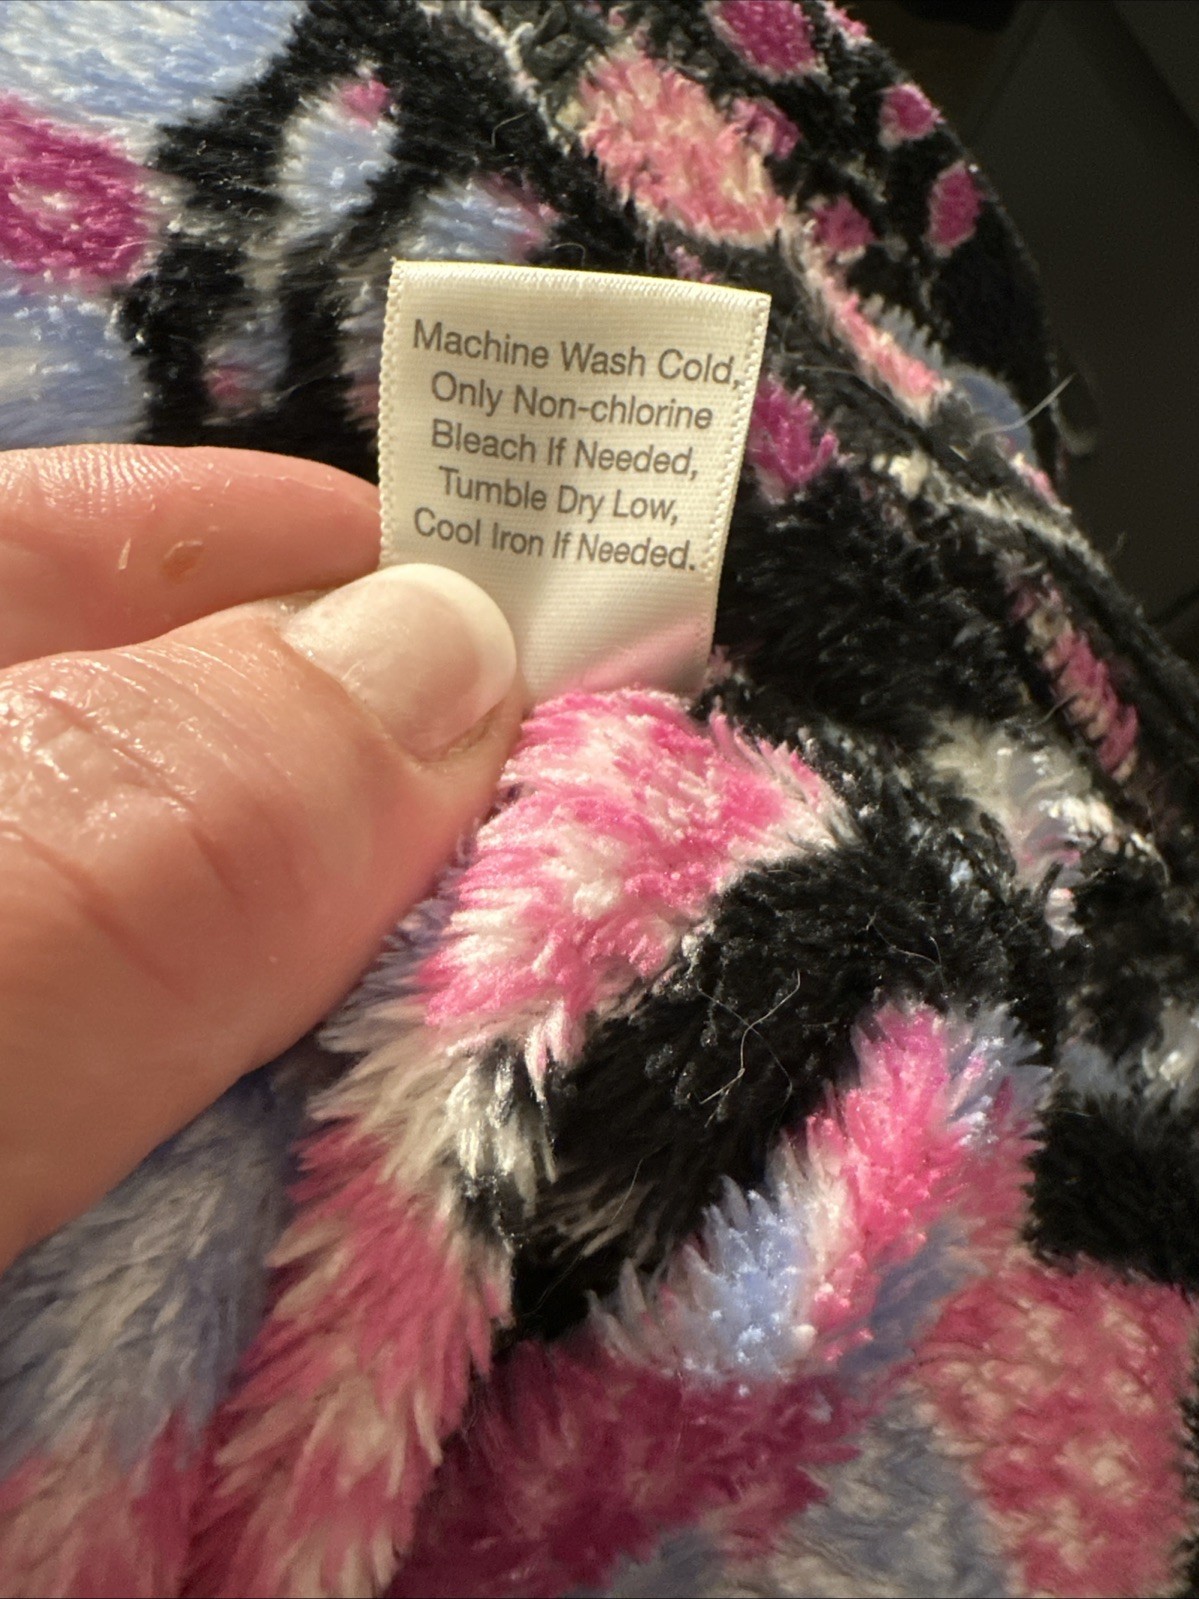 Machine Wash Cold,
Only Non-chlorine
Bleach If Needed,
Tumble Dry Low,
Cool Iron If Needed.